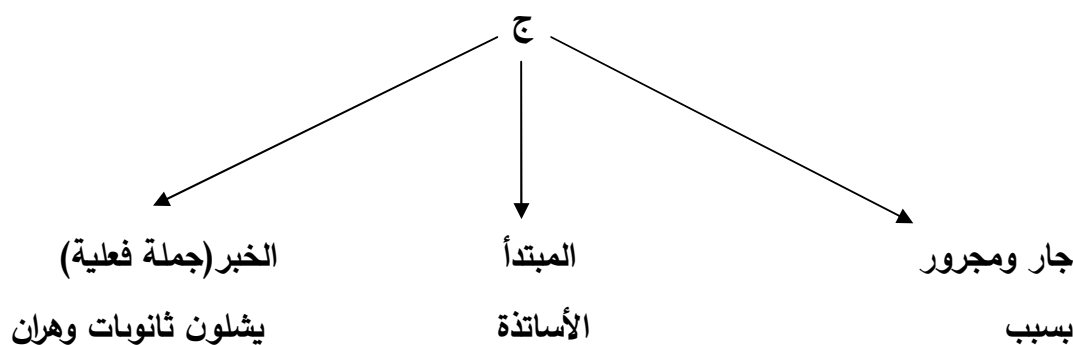 ج
جار ومجرور المبتدأ الخبر(جملة فعلية)
بسبب الأساتذة يشلون ثانويات وهران